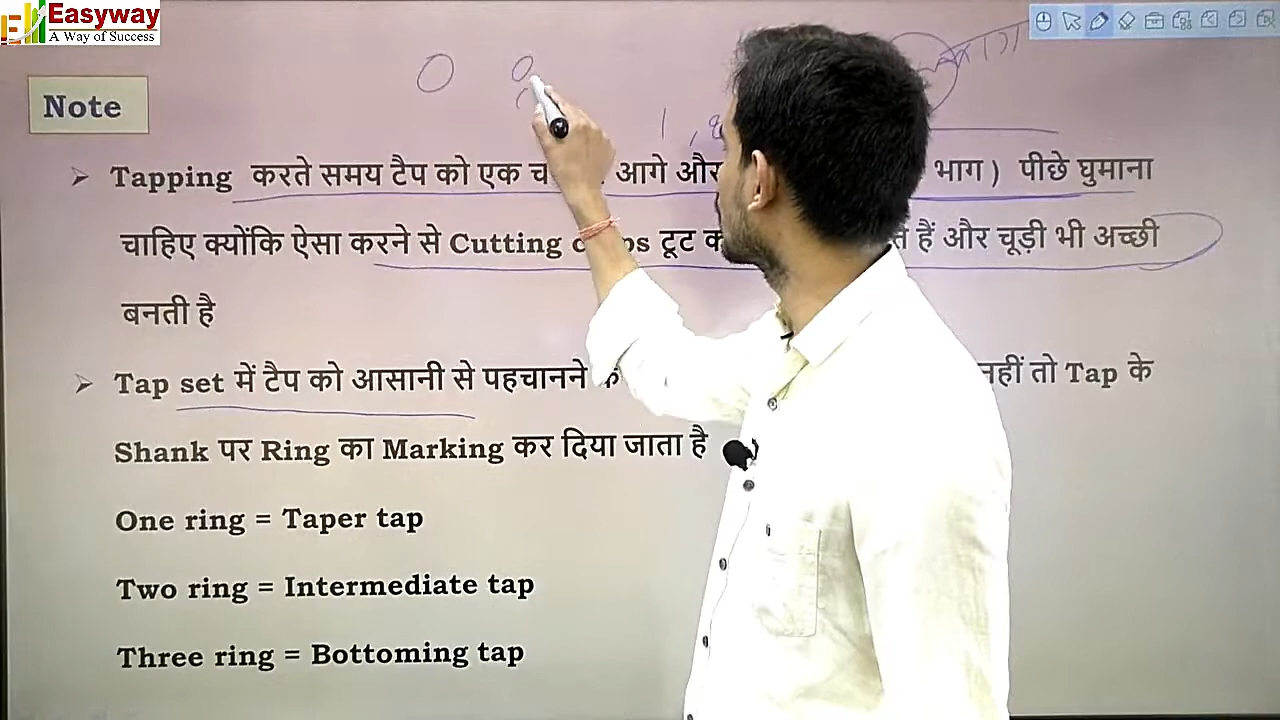 Easyway
A Way of Success
Note
Tapping करते समय टैप को एक आगे और भाग) पीछे घुमाना
चाहिए क्योंकि ऐसा करने से Cutting टूट हैं और चूड़ी भी अच्छी
बनती है
Tap set में टैप को आसानी से पहचानने नहीं तो Tap के
Shank पर Ring का Marking कर दिया जाता है
One ring = Taper tap
Two ring = Intermediate tap
Three ring = Bottoming tap